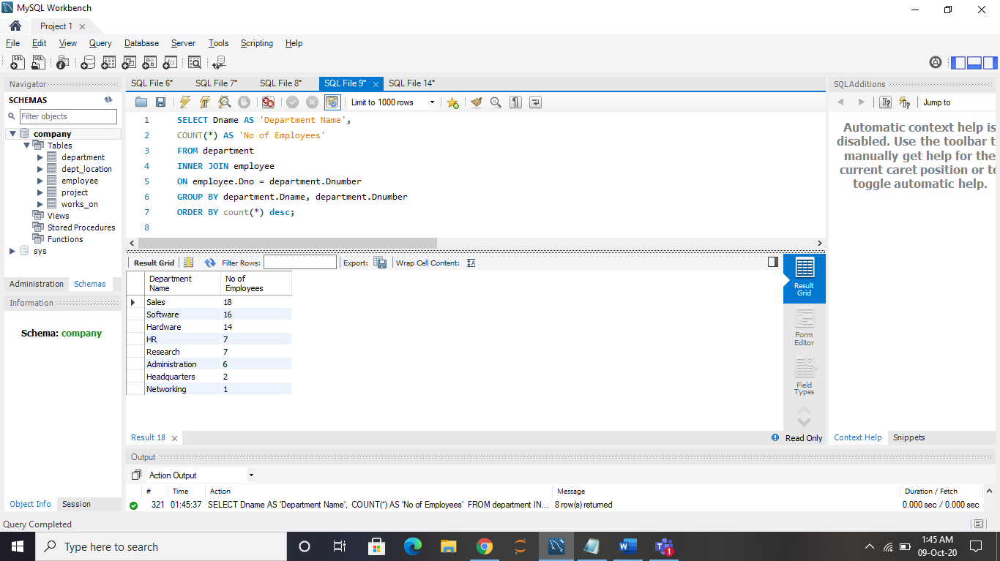 MySQL Workbench
Project 1
File Edit View Query Database Server Tools Scripting Help
Navigator
SCHEMAS
Filter objects
company
Tables
department
dept_location
employee
project
works_on
Views
Stored Procedures
Functions
sys
Administration Schemas
Information
Schema: company
Object Info Session
SQL File 6* SQL File 7* SQL File 8* SQL File 9* SQL File 14*
Limit to 1000 rows
1 SELECT Dname AS 'Department Name',
2 COUNT(*) AS 'No of Employees'
3 FROM department
4 INNER JOIN employee
5 ON employee.Dno = department.Dnumber
6 GROUP BY department.Dname, department.Dnumber
7 ORDER BY count(*) desc;
8
Result Grid Filter Rows: Export: Wrap Cell Content:
Department Name No of Employees
Sales 18
Software 16
Hardware 14
HR 7
Research 7
Administration 6
Headquarters 2
Networking 1
Result Grid
Form Editor
Field Types
Result 18 Read Only
SQLAdditions
Jump to
Automatic context help is
disabled. Use the toolbar t
manually get help for the
current caret position or to
toggle automatic help.
Context Help Snippets
Output
Action Output
# Time Action Message Duration / Fetch
321 01:45:37 SELECT Dname AS 'Department Name', COUNT(*) AS 'No of Employees' FROM department IN... 8 row(s) returned 0.000 sec / 0.000 sec
Query Completed
Type here to search
1
1:45 AM
09-Oct-20